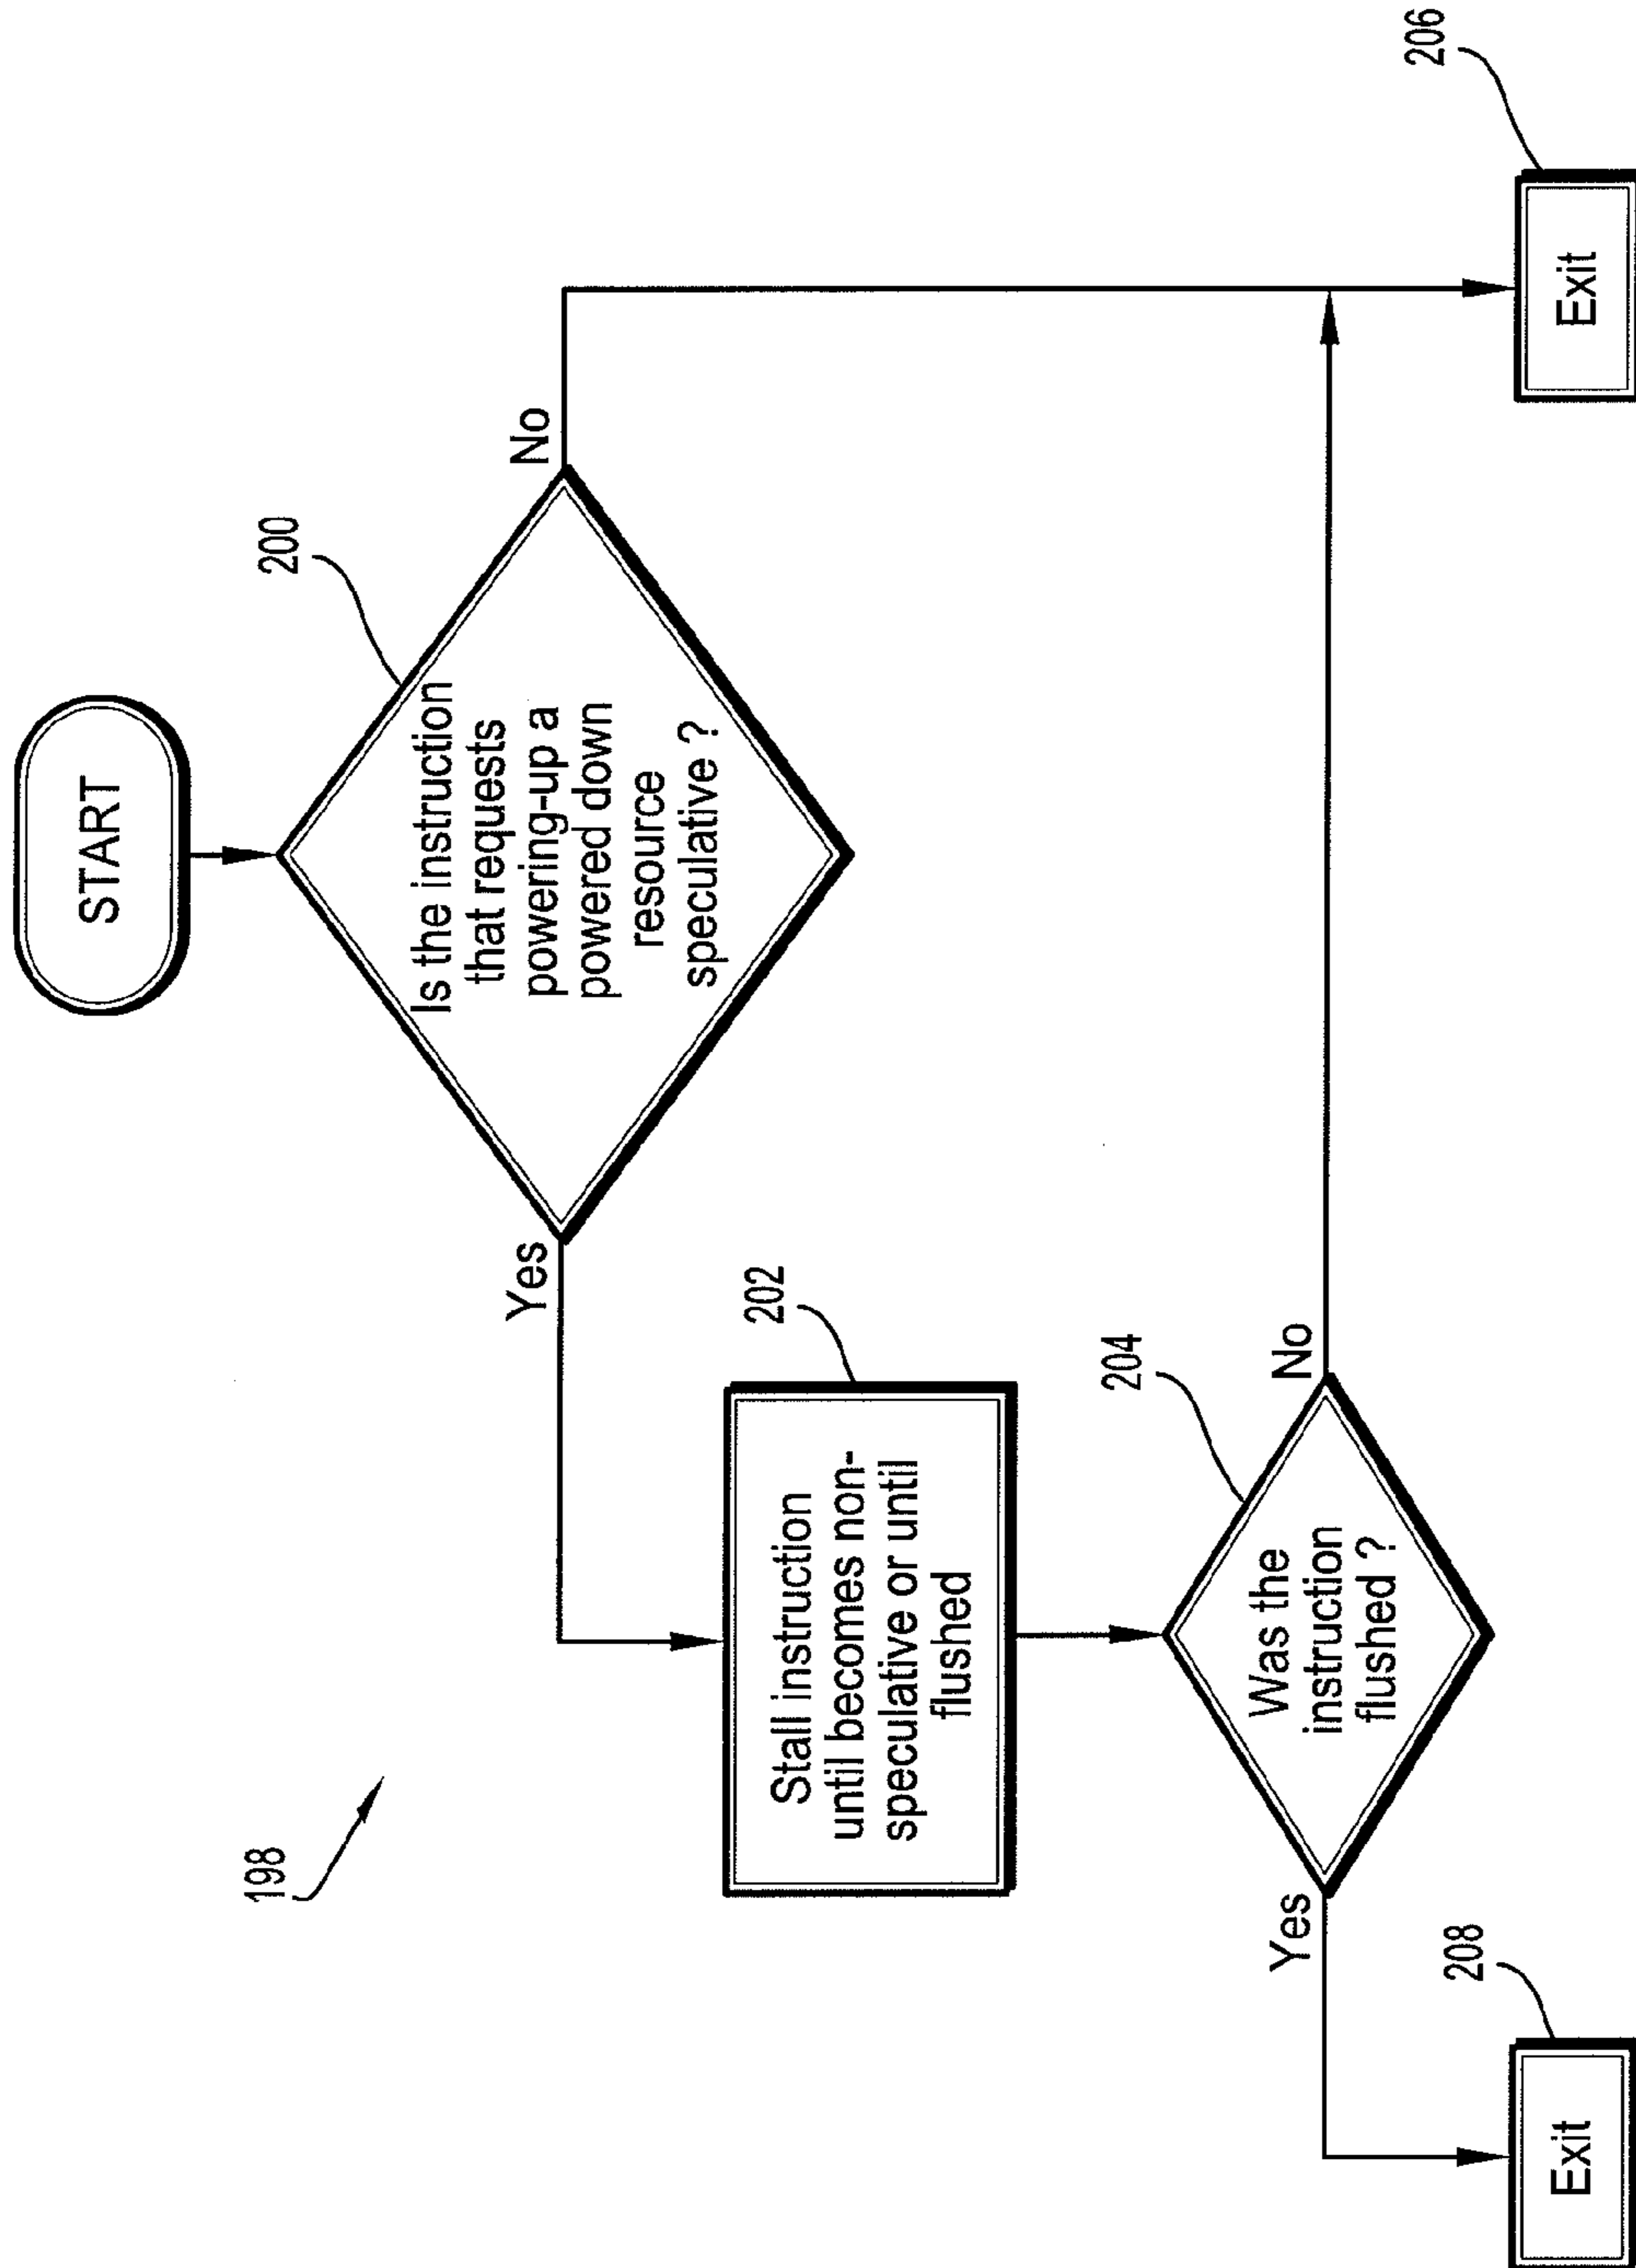 START
200
Is the instruction
that requests
powering-up a
powered down
resource
speculative ?
Yes
No
198
202
Stall instruction
until becomes non-
speculative or until
flushed
204
Was the
instruction
flushed ?
Yes
No
208
Exit
206
Exit